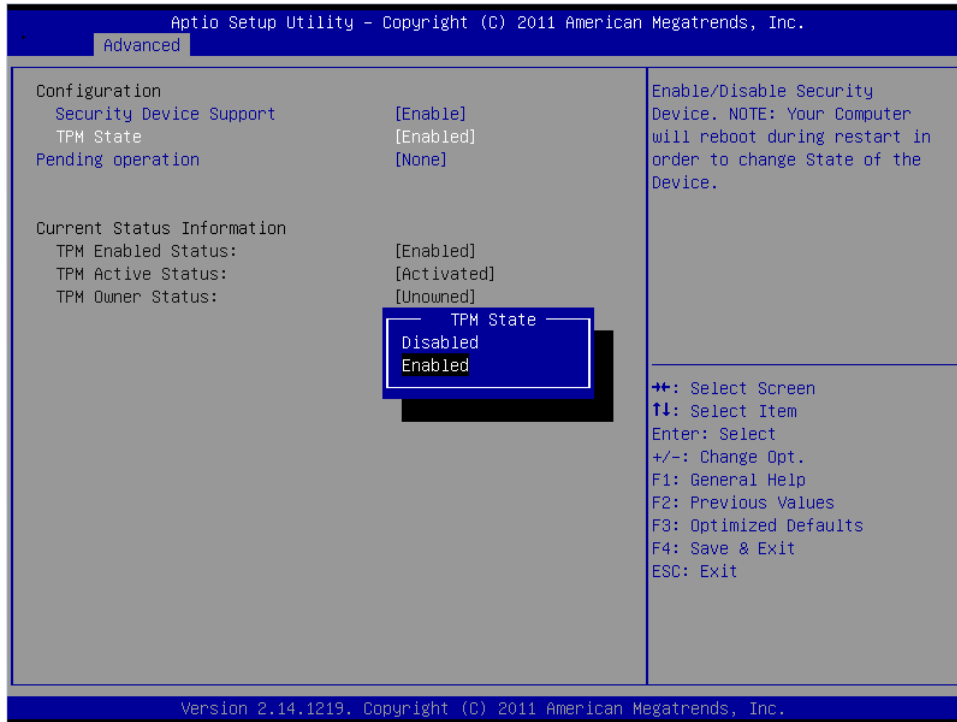 Aptio Setup Utility – Copyright (C) 2011 American Megatrends, Inc.
Advanced
Configuration
Security Device Support [Enable]
TPM State [Enabled]
Pending operation [None]
Current Status Information
TPM Enabled Status: [Enabled]
TPM Active Status: [Activated]
TPM Owner Status: [Unowned]
TPM State
Disabled
Enabled
Enable/Disable Security
Device. NOTE: Your Computer
will reboot during restart in
order to change State of the
Device.
→←: Select Screen
↑↓: Select Item
Enter: Select
+/-: Change Opt.
F1: General Help
F2: Previous Values
F3: Optimized Defaults
F4: Save & Exit
ESC: Exit
Version 2.14.1219. Copyright (C) 2011 American Megatrends, Inc.